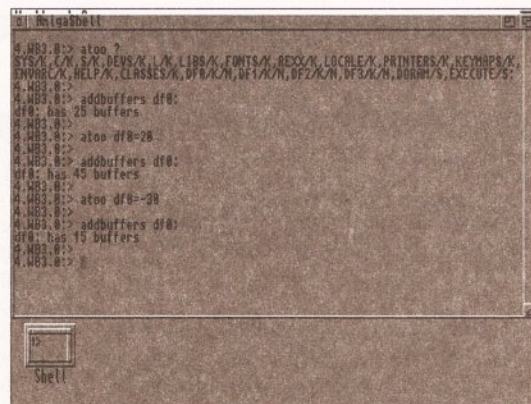 AmigaShell
4.WB3.0:> atoo ?
SYS/K,C/K,S/K,DEVS/K,L/K,LIBS/K,FONTS/K,REXX/K,LOCALE/K,PRINTERS/K,KEYMAPS/K,
ENVARC/K,HELP/K,CLASSES/K,DF0/K/N,DF1/K/N,DF2/K/N,DF3/K/N,DORAM/S,EXECUTE/S:
4.WB3.0:>
4.WB3.0:> addbuffers df0:
df0: has 25 buffers
4.WB3.0:>
4.WB3.0:> atoo df0=20
4.WB3.0:>
4.WB3.0:> addbuffers df0:
df0: has 45 buffers
4.WB3.0:>
4.WB3.0:> atoo df0=-30
4.WB3.0:>
4.WB3.0:> addbuffers df0:
df0: has 15 buffers
4.WB3.0:>
4.WB3.0:>
1>
Shell